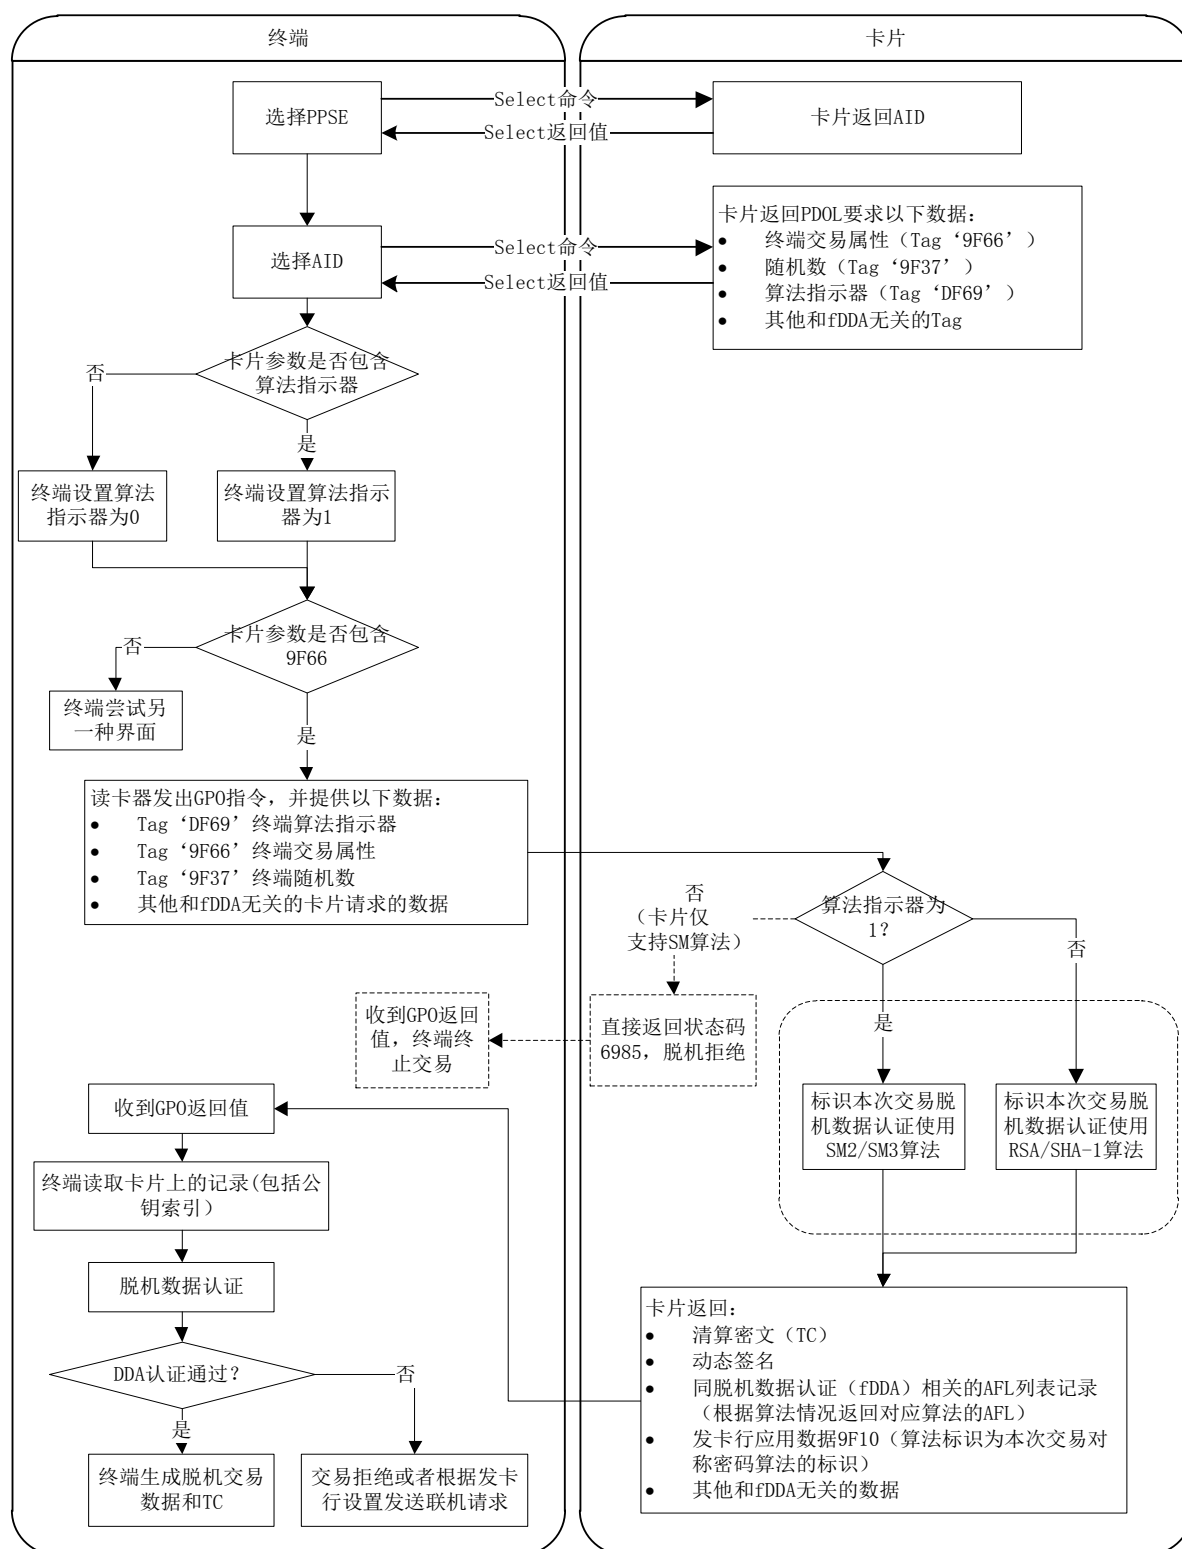 终端
卡片
选择PPSE
Select命令
Select返回值
卡片返回AID
选择AID
Select命令
Select返回值
卡片返回PDOL要求以下数据：
● 终端交易属性（Tag‘9F66’）
● 随机数（Tag‘9F37’）
● 算法指示器（Tag‘DF69’）
● 其他和fDDA无关的Tag
卡片参数是否包含
算法指示器
否
是
终端设置算法
指示器为0
终端设置算法指示
器为1
卡片参数是否包含
9F66
否
终端尝试另
一种界面
是
读卡器发出GPO指令，并提供以下数据：
● Tag‘DF69’终端算法指示器
● Tag‘9F66’终端交易属性
● Tag‘9F37’终端随机数
● 其他和fDDA无关的卡片请求的数据
算法指示器为
1？
否
（卡片仅
支持SM算法）
否
是
直接返回状态码
6985，脱机拒绝
收到GPO返回
值，终端终
止交易
标识本次交易脱
机数据认证使用
SM2/SM3算法
标识本次交易脱
机数据认证使用
RSA/SHA-1算法
收到GPO返回值
终端读取卡片上的记录(包括公
钥索引）
脱机数据认证
DDA认证通过？
否
是
终端生成脱机交易
数据和TC
交易拒绝或者根据发卡
行设置发送联机请求
卡片返回：
● 清算密文（TC）
● 动态签名
● 同脱机数据认证（fDDA）相关的AFL列表记录
（根据算法情况返回对应算法的AFL）
● 发卡行应用数据9F10（算法标识为本次交易对
称密码算法的标识）
● 其他和fDDA无关的数据